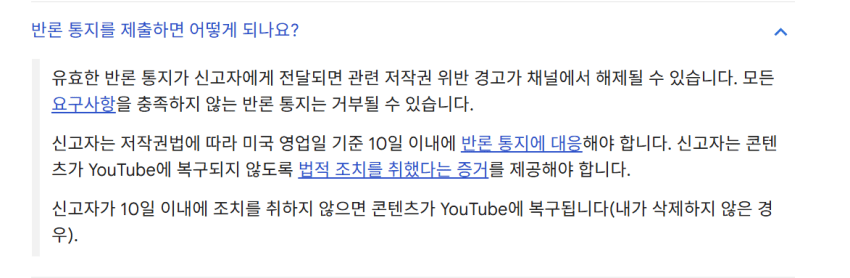 반론 통지를 제출하면 어떻게 되나요?
유효한 반론 통지가 신고자에게 전달되면 관련 저작권 위반 경고가 채널에서 해제될 수 있습니다. 모든
요구사항을 충족하지 않는 반론 통지는 거부될 수 있습니다.
신고자는 저작권법에 따라 미국 영업일 기준 10일 이내에 반론 통지에 대응해야 합니다. 신고자는 콘텐
츠가 YouTube에 복구되지 않도록 법적 조치를 취했다는 증거를 제공해야 합니다.
신고자가 10일 이내에 조치를 취하지 않으면 콘텐츠가 YouTube에 복구됩니다(내가 삭제하지 않은 경
우).